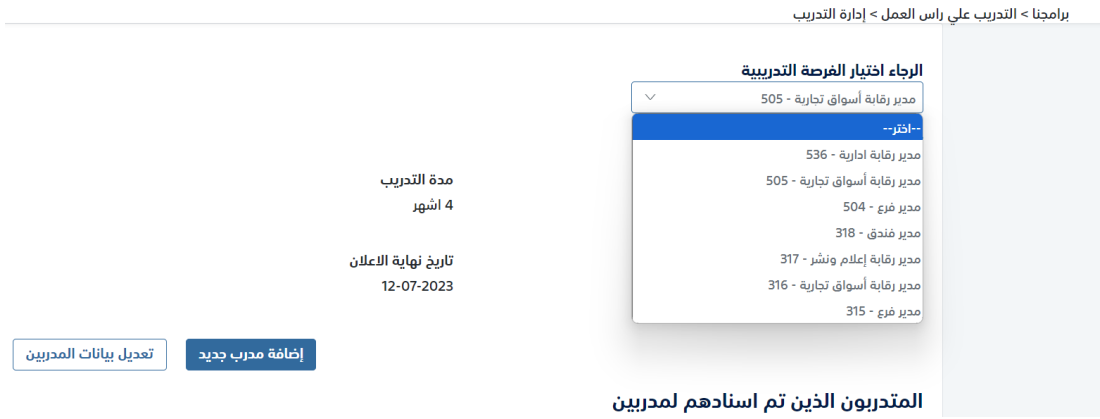 برامجنا > التدريب علي راس العمل > إدارة التدريب
الرجاء اختيار الفرصة التدريبية
مدير رقابة أسواق تجارية - 505
--اختر--
مدير رقابة ادارية - 536
مدير رقابة أسواق تجارية - 505
مدير فرع - 504
مدير فندق - 318
مدير رقابة إعلام ونشر - 317
مدير رقابة أسواق تجارية - 316
مدير فرع - 315
مدة التدريب
4 اشهر
تاريخ نهاية الاعلان
12-07-2023
إضافة مدرب جديد
تعديل بيانات المدربين
المتدربون الذين تم اسنادهم لمدربين